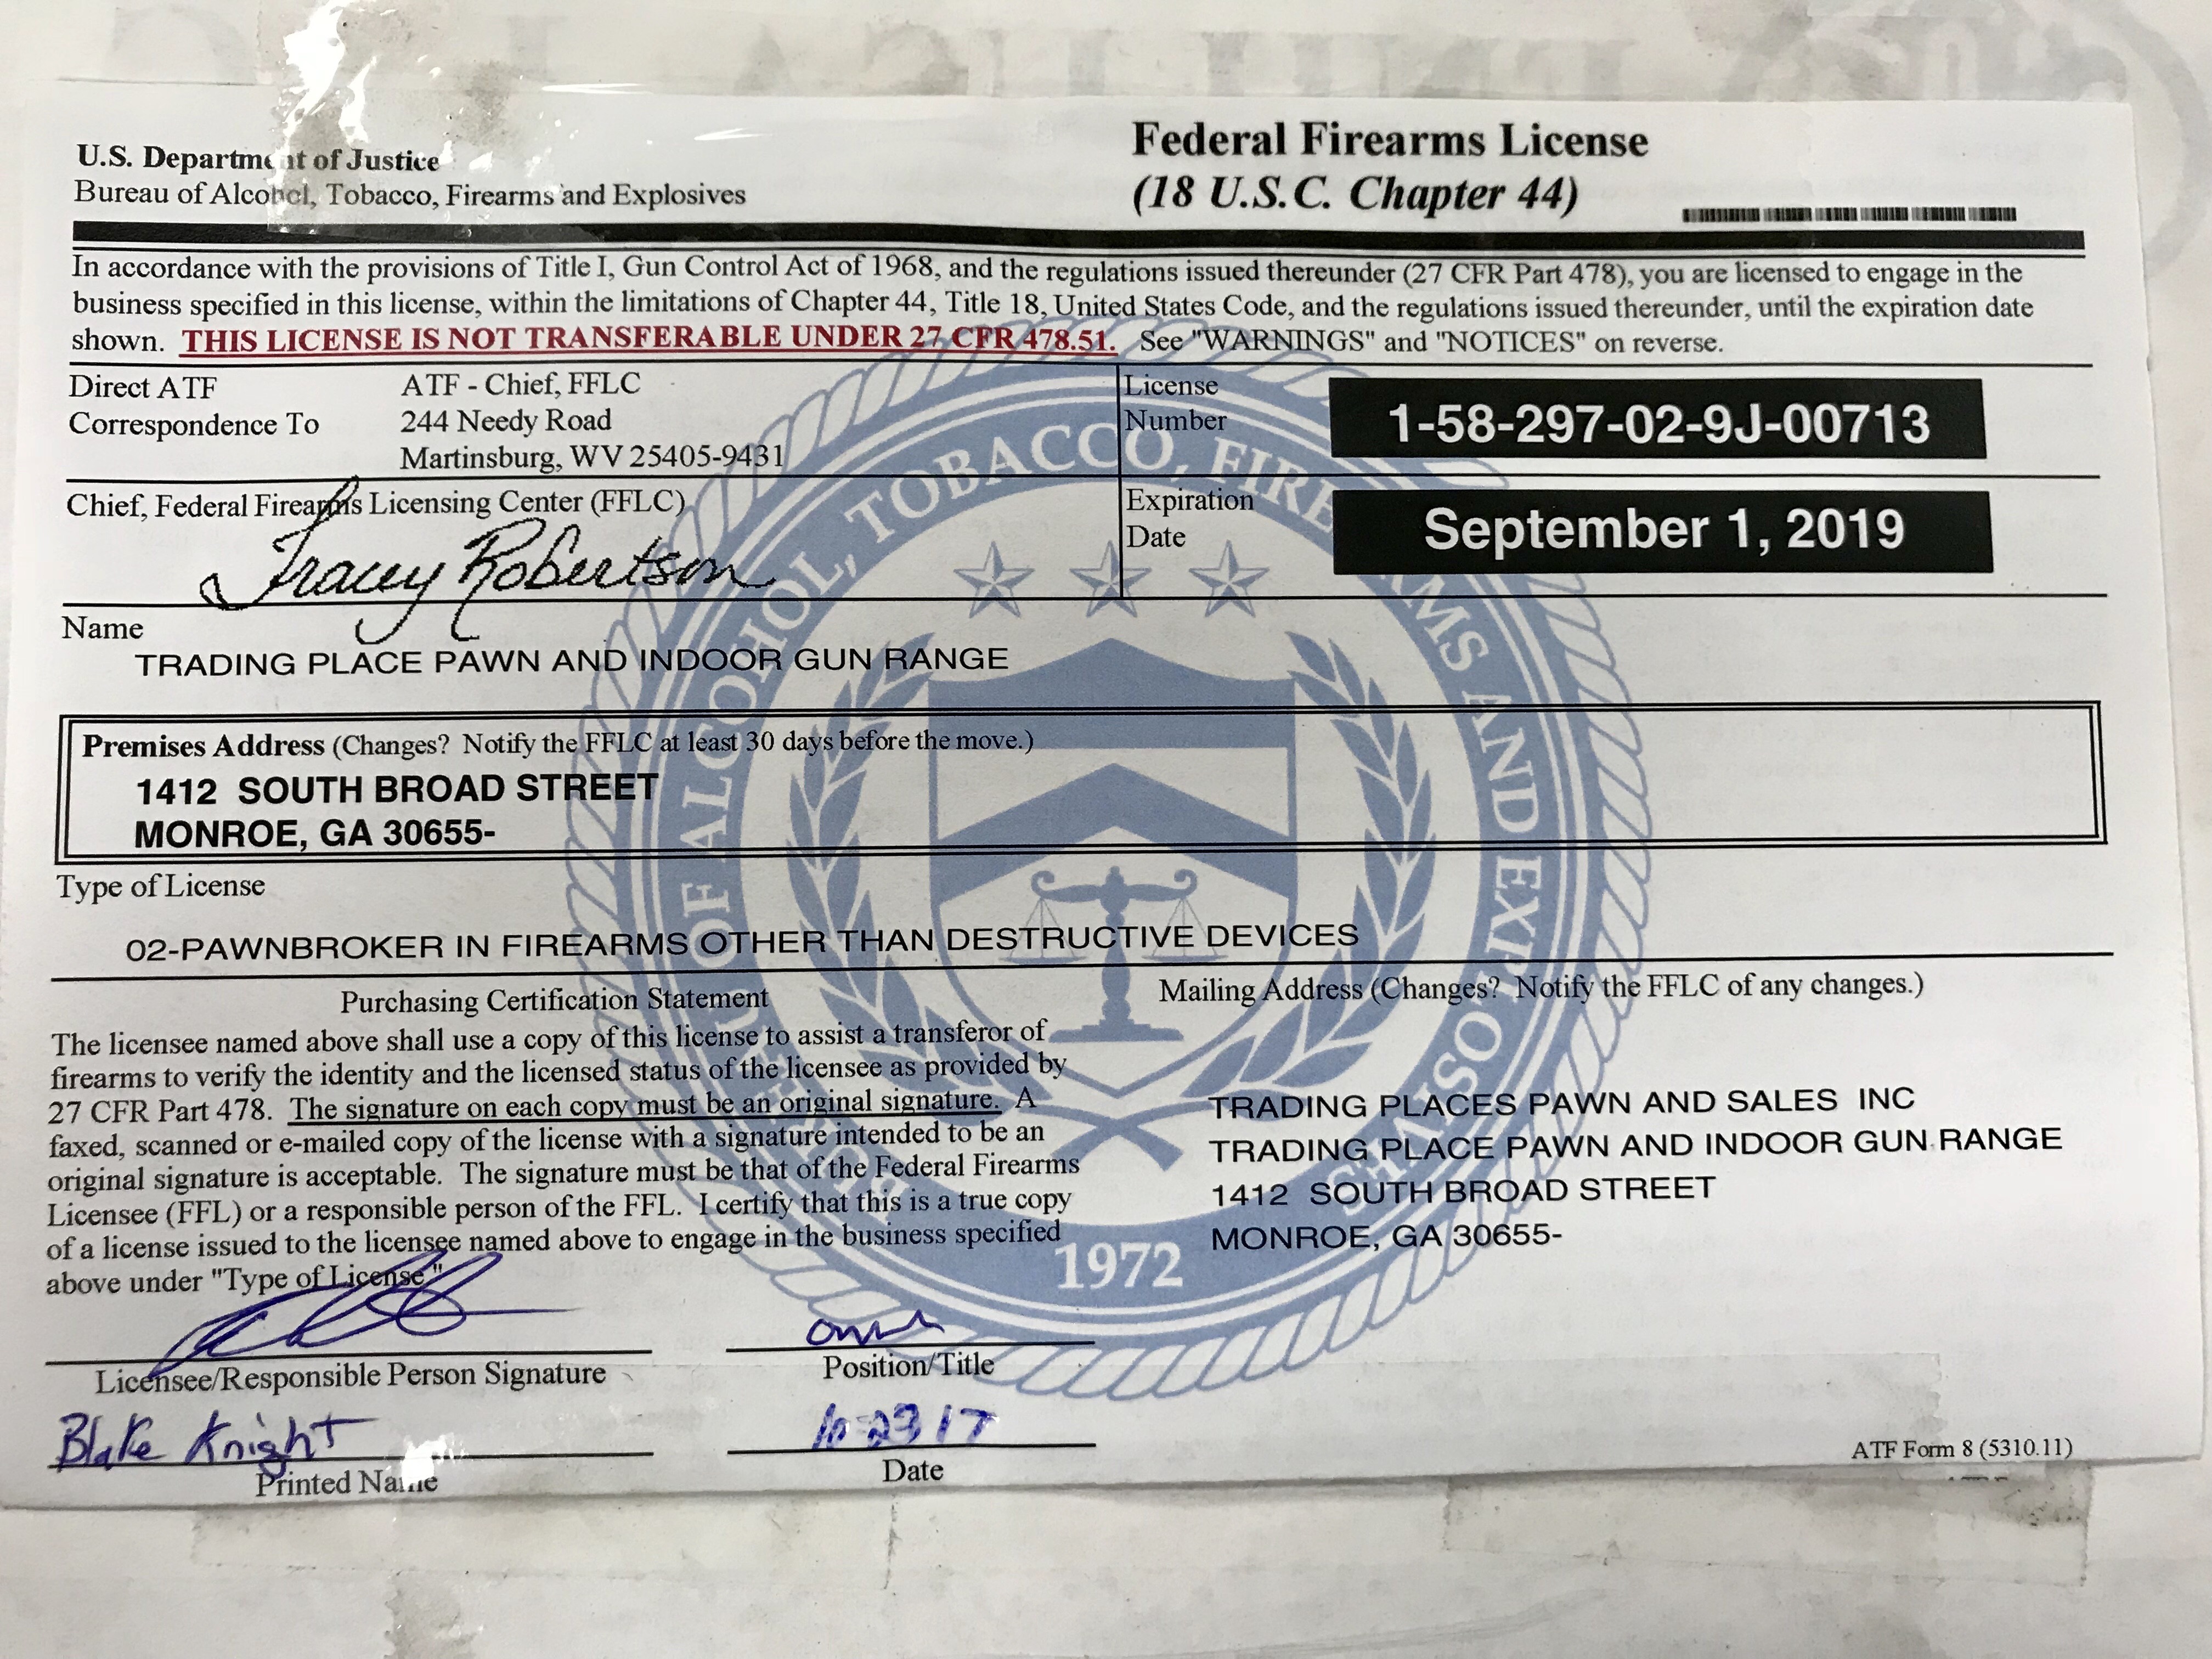 U.S. Department of Justice
Bureau of Alcohol, Tobacco, Firearms and Explosives
Federal Firearms License
(18 U.S.C. Chapter 44)
In accordance with the provisions of Title I, Gun Control Act of 1968, and the regulations issued thereunder (27 CFR Part 478), you are licensed to engage in the
business specified in this license, within the limitations of Chapter 44, Title 18, United States Code, and the regulations issued thereunder, until the expiration date
shown. THIS LICENSE IS NOT TRANSFERABLE UNDER 27 CFR 478.51. See "WARNINGS" and "NOTICES" on reverse.
Direct ATF
Correspondence To
ATF - Chief, FFLC
244 Needy Road
Martinsburg, WV 25405-9431
License
Number
1-58-297-02-9J-00713
Chief, Federal Firearms Licensing Center (FFLC)
Tracey Robertson
Expiration
Date
September 1, 2019
Name
TRADING PLACE PAWN AND INDOOR GUN RANGE
Premises Address (Changes? Notify the FFLC at least 30 days before the move.)
1412 SOUTH BROAD STREET
MONROE, GA 30655-
Type of License
02-PAWNBROKER IN FIREARMS OTHER THAN DESTRUCTIVE DEVICES
Purchasing Certification Statement
The licensee named above shall use a copy of this license to assist a transferor of
firearms to verify the identity and the licensed status of the licensee as provided by
27 CFR Part 478. The signature on each copy must be an original signature. A
faxed, scanned or e-mailed copy of the license with a signature intended to be an
original signature is acceptable. The signature must be that of the Federal Firearms
Licensee (FFL) or a responsible person of the FFL. I certify that this is a true copy
of a license issued to the licensee named above to engage in the business specified
above under "Type of License."
Mailing Address (Changes? Notify the FFLC of any changes.)
TRADING PLACES PAWN AND SALES INC
TRADING PLACE PAWN AND INDOOR GUN RANGE
1412 SOUTH BROAD STREET
MONROE, GA 30655-
Licensee/Responsible Person Signature
Position/Title
Blake Knight
Printed Name
10-23 17
Date
ATF Form 8 (5310.11)
OF ALCOHOL, TOBACCO, FIREARMS AND EXPLOSIVES
1972